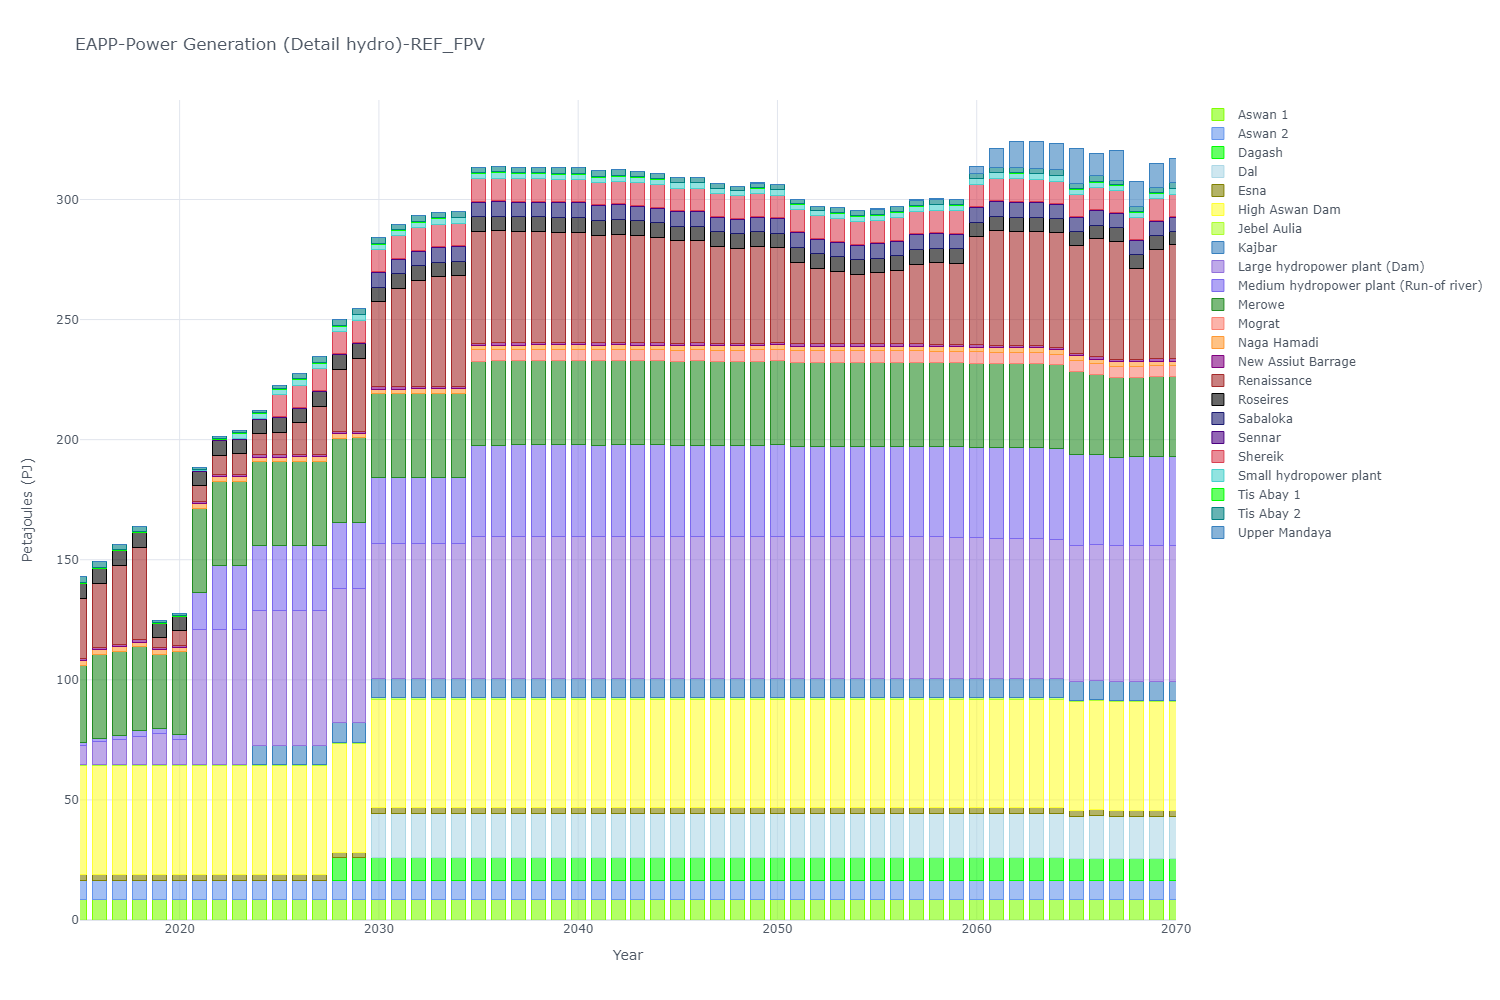 EAPP-Power Generation (Detail hydro)-REF_FPV
Petajoules (PJ)
300
250
200
150
100
50
0
2020
2030
2040
2050
2060
2070
Year
Aswan 1
Aswan 2
Dagash
Dal
Esna
High Aswan Dam
Jebel Aulia
Kajbar
Large hydropower plant (Dam)
Medium hydropower plant (Run-of river)
Merowe
Mograt
Naga Hamadi
New Assiut Barrage
Renaissance
Roseires
Sabaloka
Sennar
Shereik
Small hydropower plant
Tis Abay 1
Tis Abay 2
Upper Mandaya